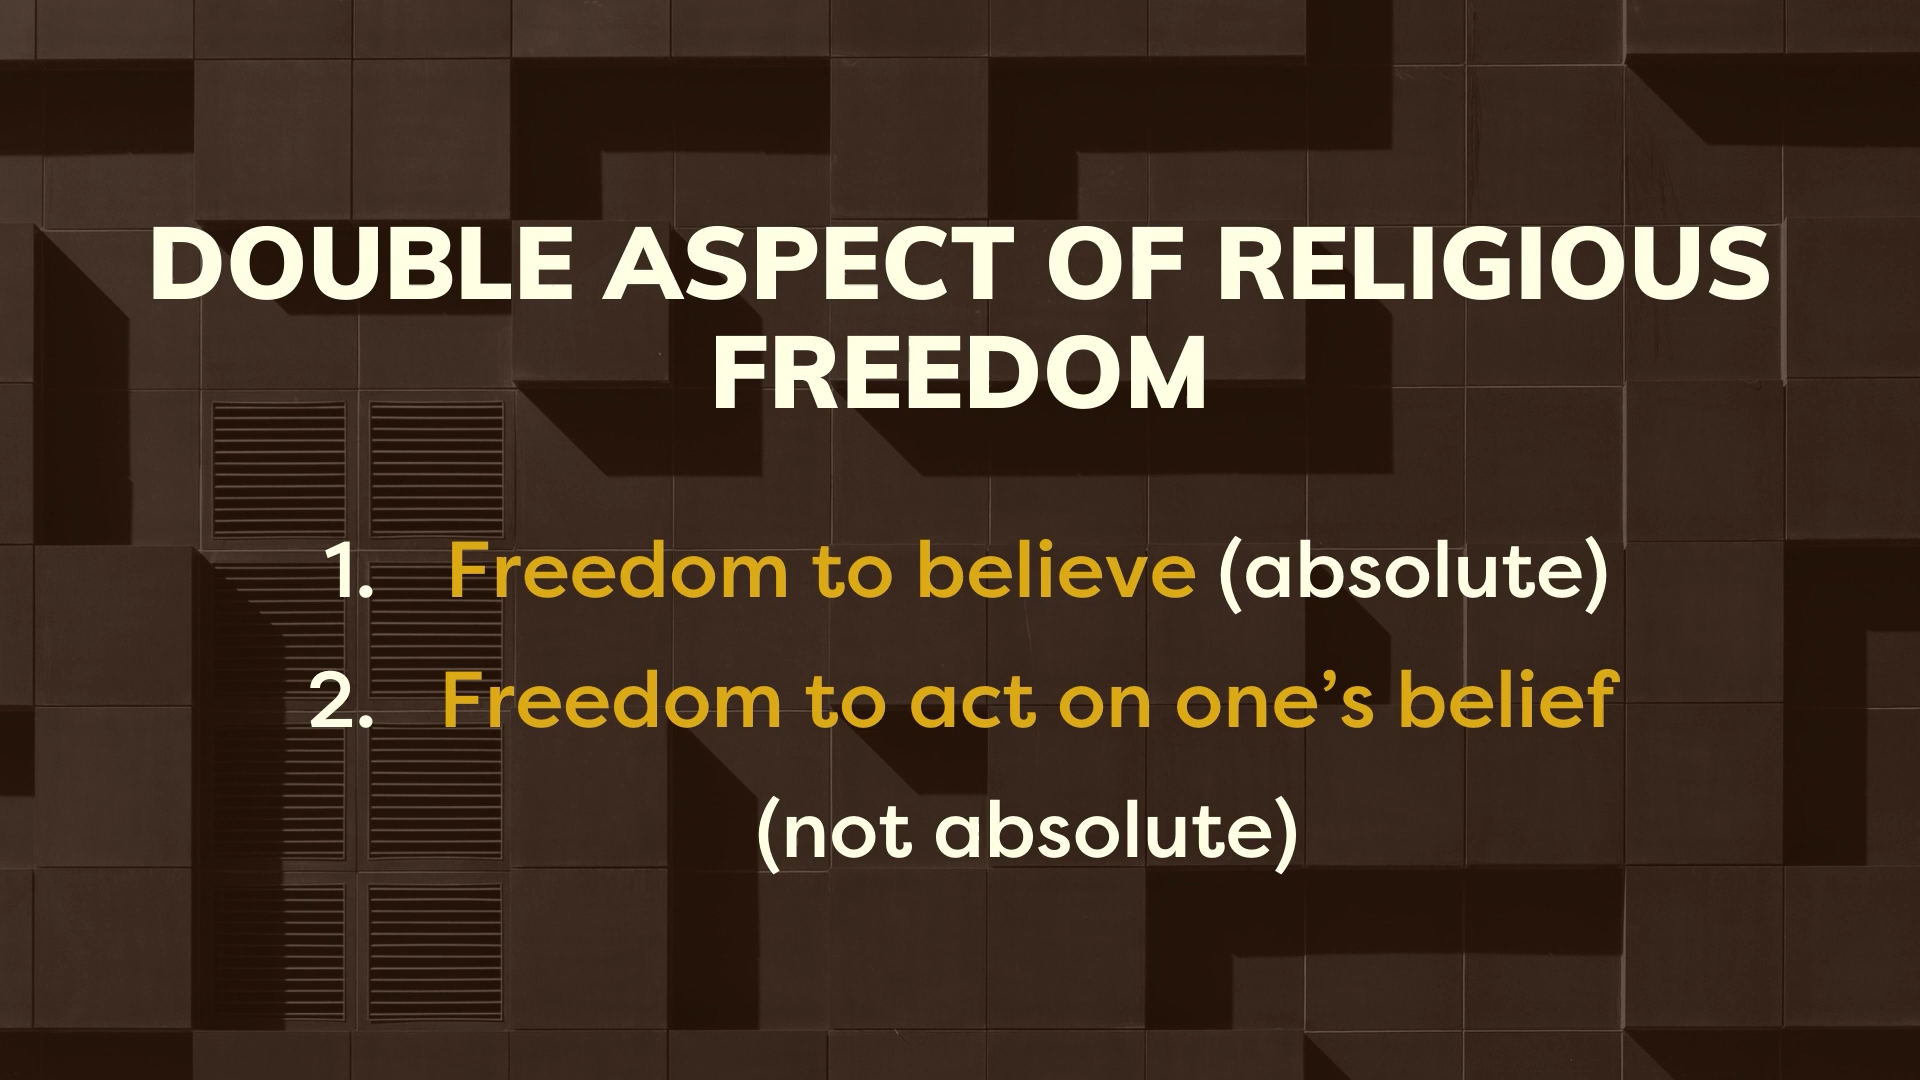 DOUBLE ASPECT OF RELIGIOUS
FREEDOM
1. Freedom to believe (absolute)
2. Freedom to act on one’s belief
(not absolute)